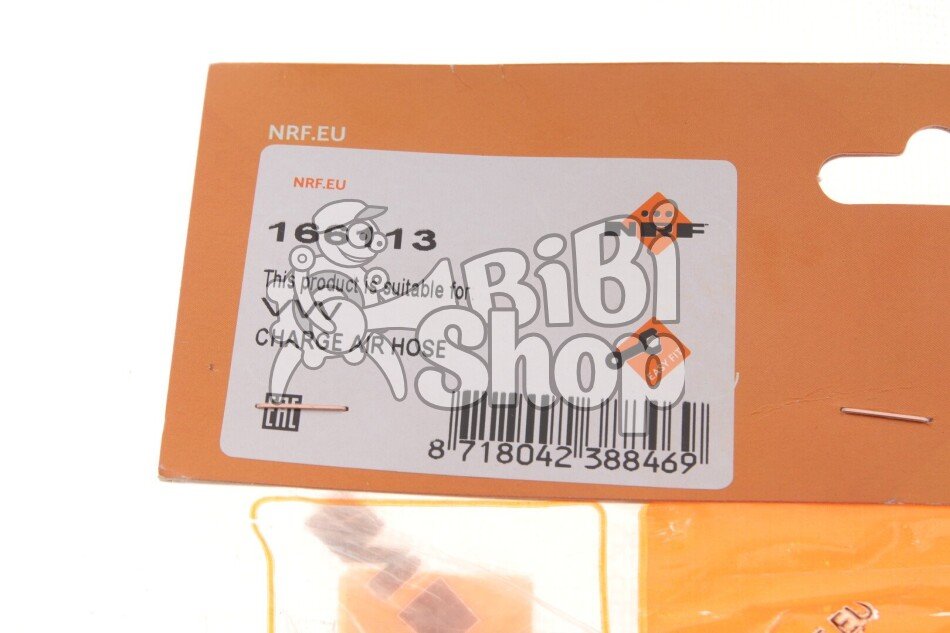 NRF.EU
NRF.EU
166113
NRF
This product is suitable for
VW
CHARGE AIR HOSE
EASY FIT
EAC
8 718042 388469
BiBi
Shop
.EU